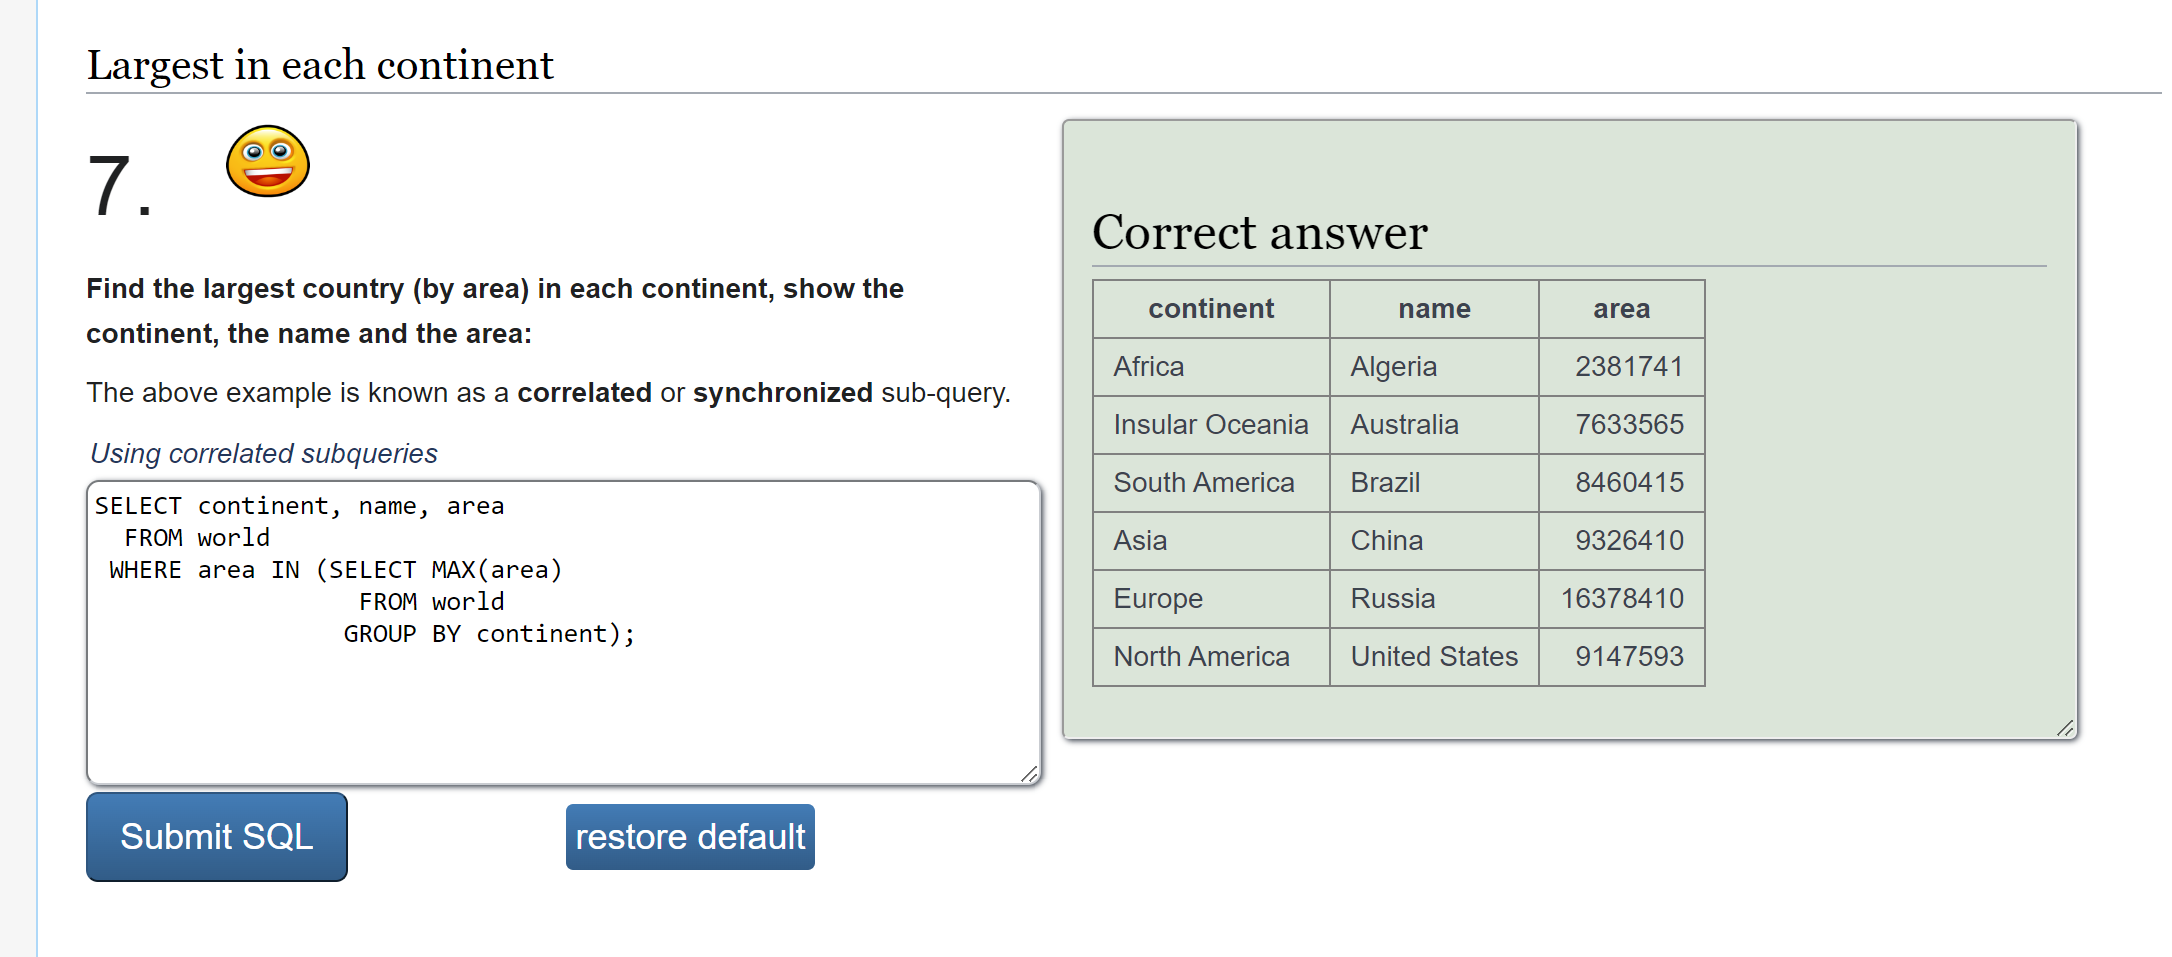 Largest in each continent
7.
Find the largest country (by area) in each continent, show the
continent, the name and the area:
The above example is known as a correlated or synchronized sub-query.
Using correlated subqueries
SELECT continent, name, area
FROM world
WHERE area IN (SELECT MAX(area)
FROM world
GROUP BY continent);
Submit SQL
restore default
Correct answer
continent name area
Africa Algeria 2381741
Insular Oceania Australia 7633565
South America Brazil 8460415
Asia China 9326410
Europe Russia 16378410
North America United States 9147593